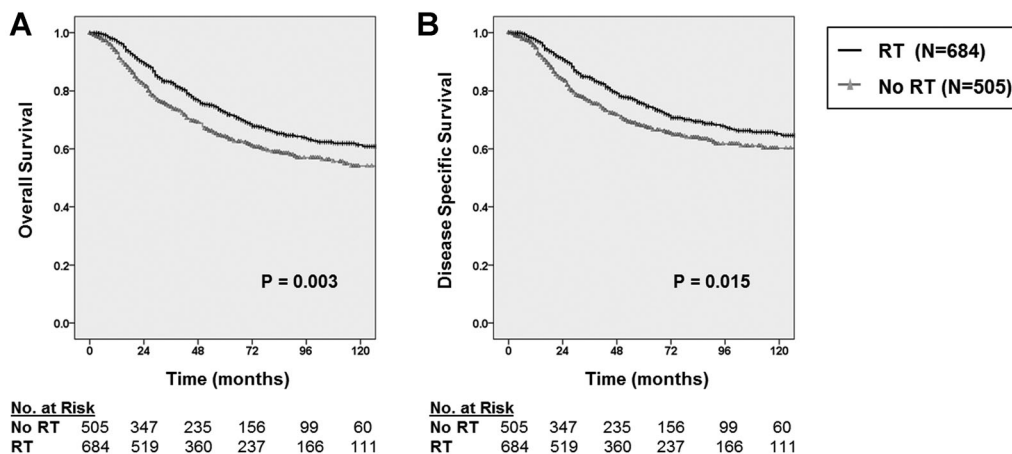 A
Overall Survival
1.0
0.8
0.6
0.4
0.2
0.0
P = 0.003
0 24 48 72 96 120
Time (months)
No. at Risk
No RT 505 347 235 156 99 60
RT 684 519 360 237 166 111
B
Disease Specific Survival
1.0
0.8
0.6
0.4
0.2
0.0
P = 0.015
0 24 48 72 96 120
Time (months)
No. at Risk
No RT 505 347 235 156 99 60
RT 684 519 360 237 166 111
RT (N=684)
No RT (N=505)